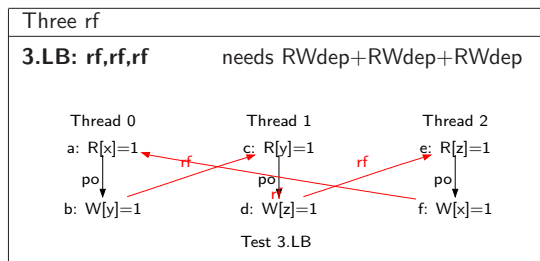 Three rf
3.LB: rf,rf,rf needs RWdep+RWdep+RWdep
Thread 0 Thread 1 Thread 2
a: R[x]=1 c: R[y]=1 e: R[z]=1
rf rf
po po po
b: W[y]=1 d: W[z]=1 f: W[x]=1
Test 3.LB